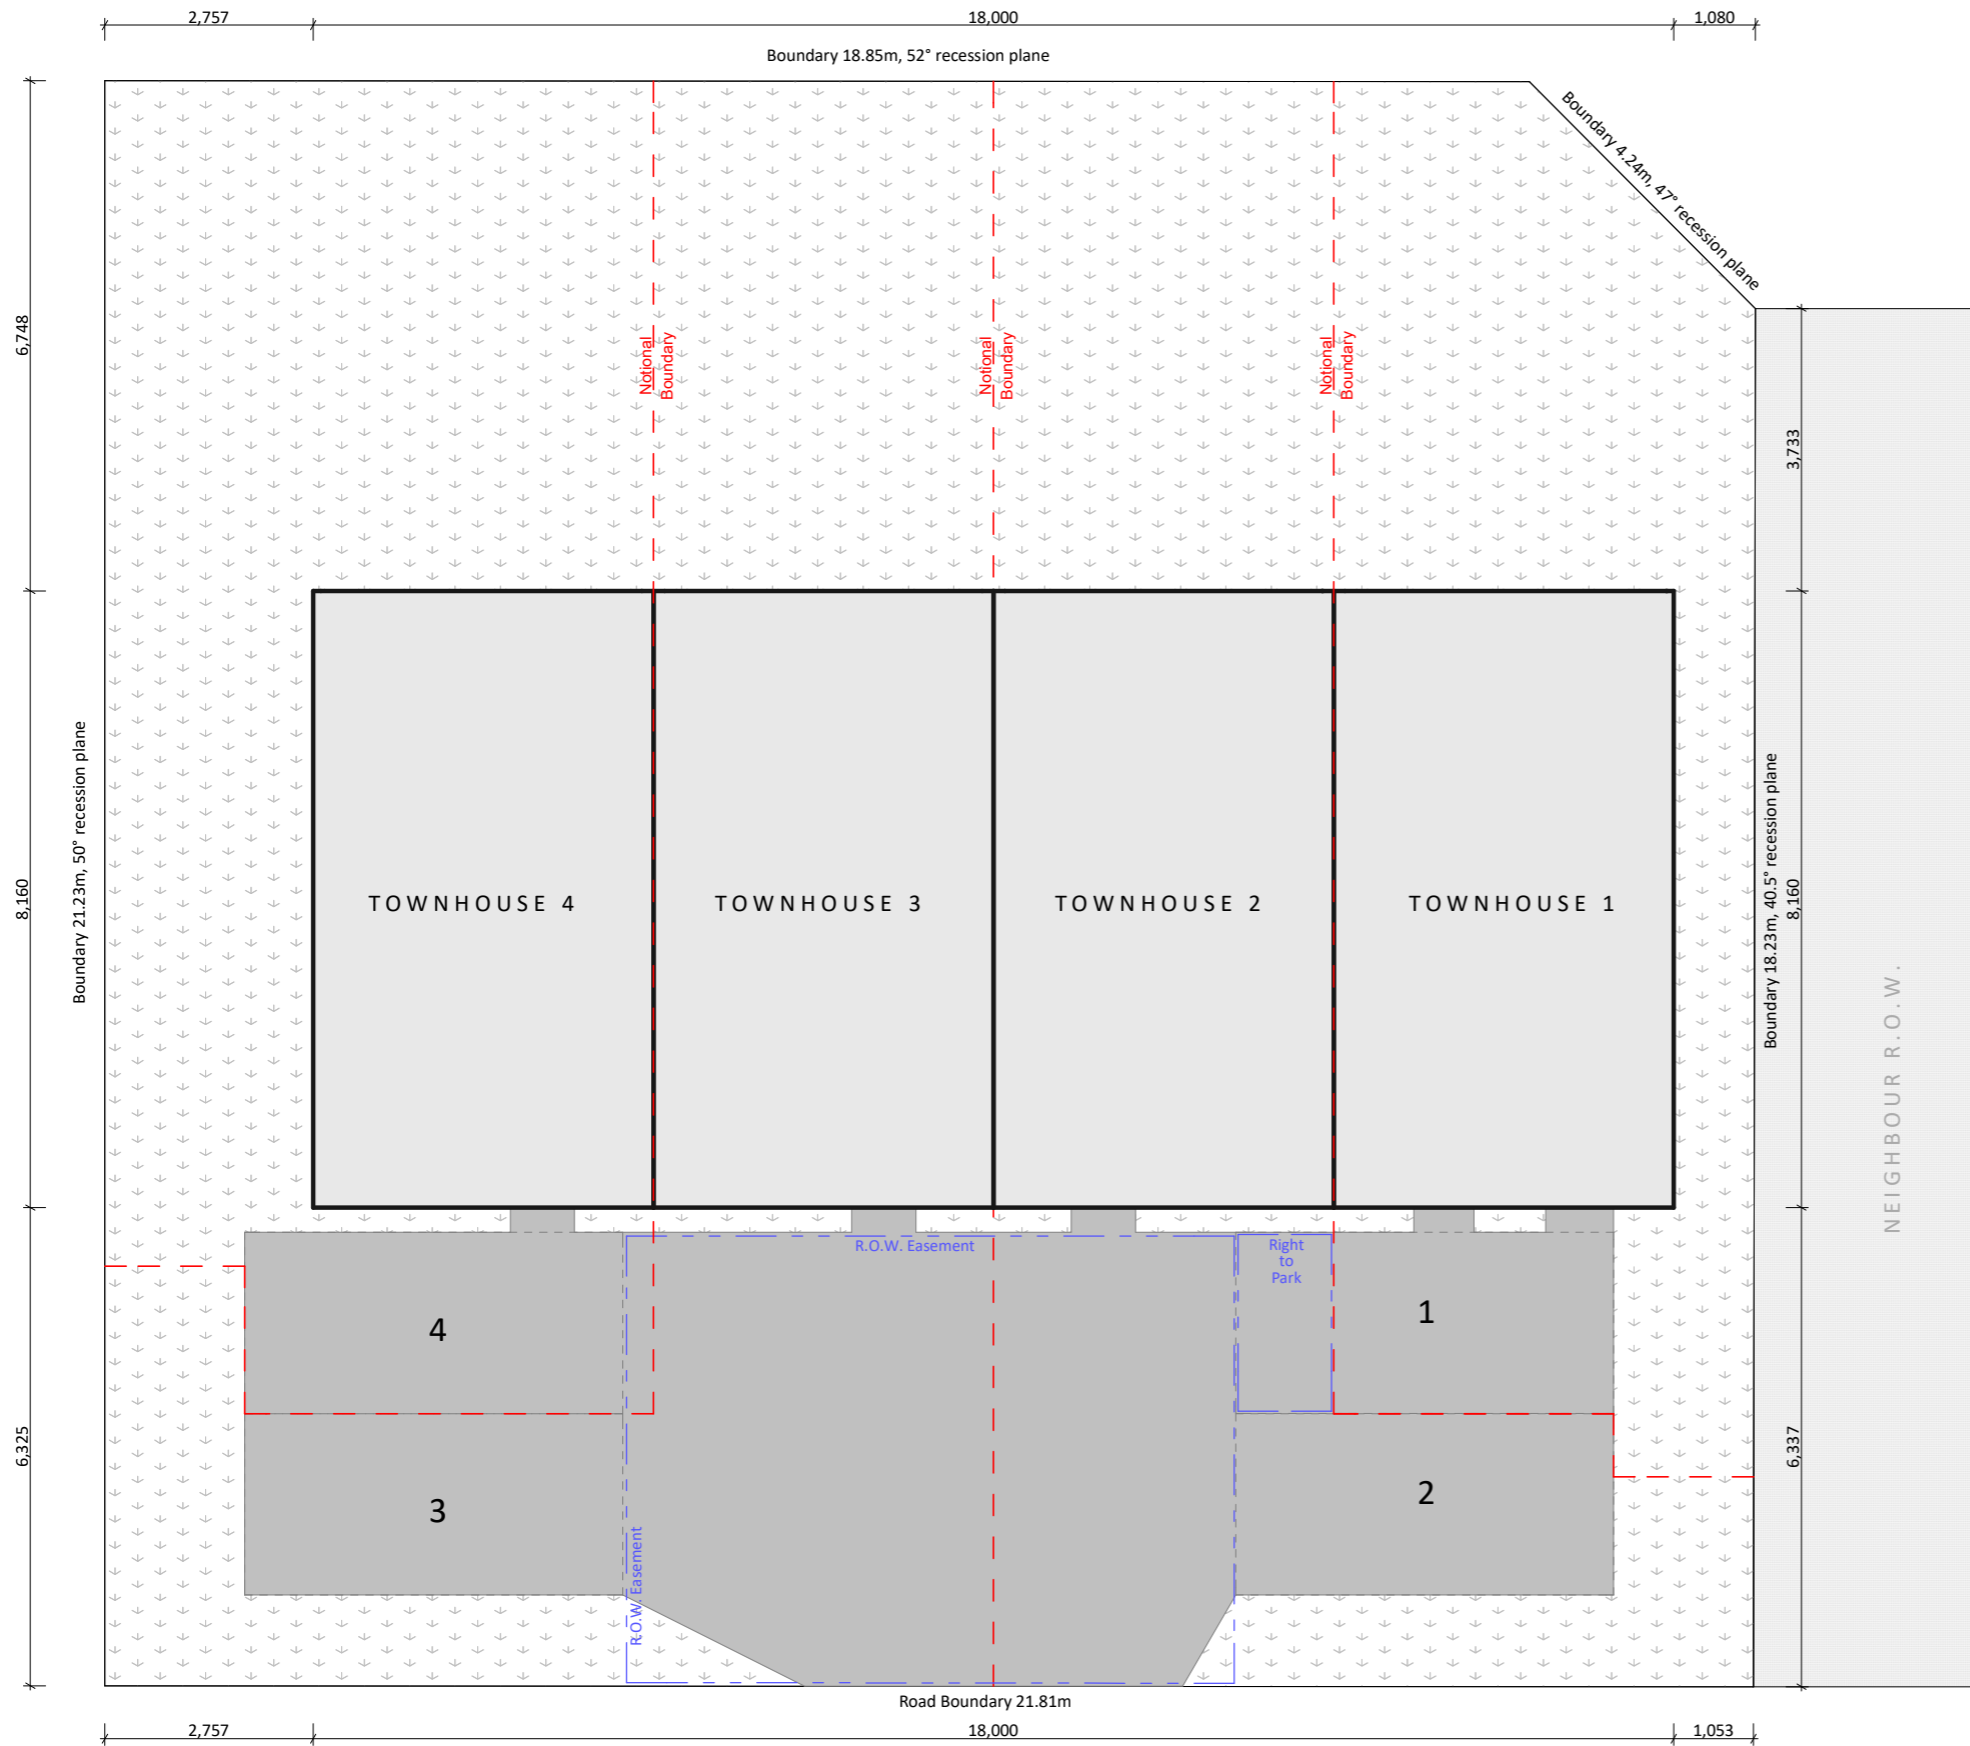 2,757
18,000
1,080
Boundary 18.85m, 52° recession plane
Boundary 4.24m, 47° recession plane
6,748
Notional
Boundary
Notional
Boundary
Notional
Boundary
3,733
Boundary 21.23m, 50° recession plane
8,160
TOWNHOUSE 4
TOWNHOUSE 3
TOWNHOUSE 2
TOWNHOUSE 1
Boundary 18.23m, 40.5° recession plane
8,160
NEIGHBOUR R.O.W.
R.O.W. Easement
Right
to
Park
4
1
6,325
3
2
6,337
R.O.W. Easement
Road Boundary 21.81m
2,757
18,000
1,053